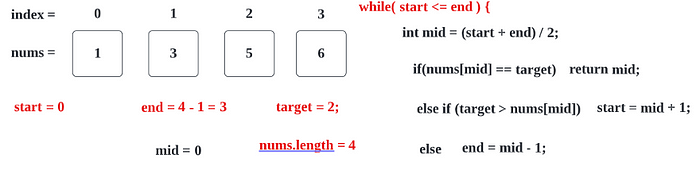 index = 0 1 2 3
nums = 1 3 5 6
start = 0 end = 4 - 1 = 3 target = 2;
mid = 0 nums.length = 4
while( start <= end ) {
int mid = (start + end) / 2;
if(nums[mid] == target) return mid;
else if (target > nums[mid]) start = mid + 1;
else end = mid - 1;